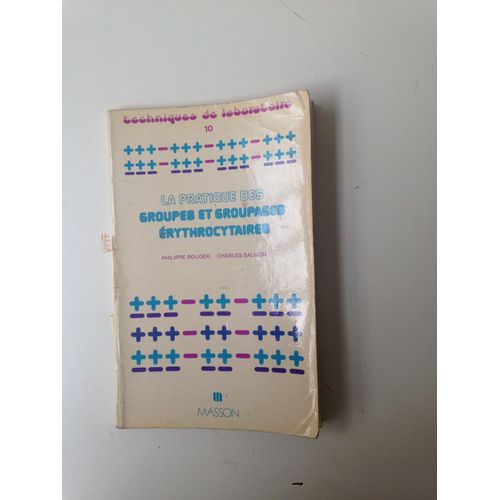 techniques de laboratoire
10
+++-++-++-+++
+++-++-++-+++
LA PRATIQUE DES
GROUPES ET GROUPAGES
ÉRYTHROCYTAIRES
PHILIPPE ROUGER CHARLES SALMON
+++-++-+++
+++-++-+++
+++-++-+++
MASSON